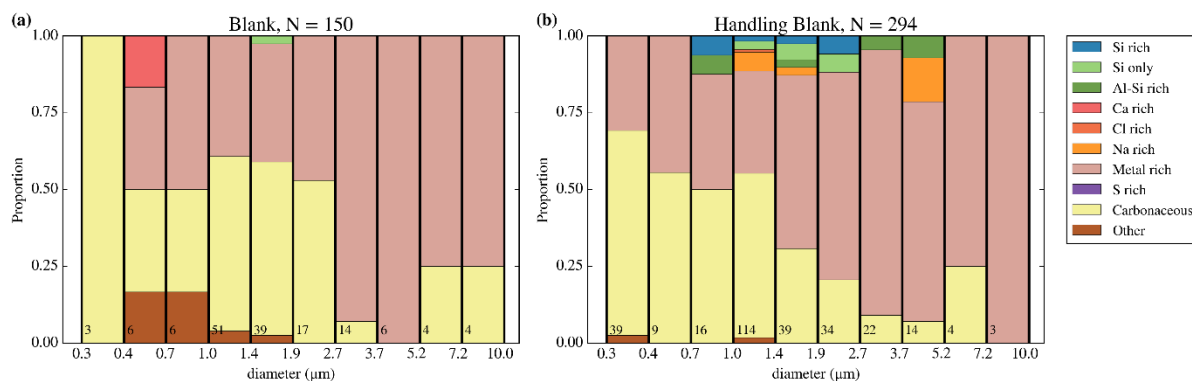 (a)
Blank, N = 150
1.00
0.75
0.50
0.25
0.00
Proportion
3 6 6 51 39 17 14 6 4 4
0.3 0.4 0.7 1.0 1.4 1.9 2.7 3.7 5.2 7.2 10.0
diameter (µm)
(b)
Handling Blank, N = 294
1.00
0.75
0.50
0.25
0.00
Proportion
39 9 16 114 39 34 22 14 4 3
0.3 0.4 0.7 1.0 1.4 1.9 2.7 3.7 5.2 7.2 10.0
diameter (µm)
Si rich
Si only
Al-Si rich
Ca rich
Cl rich
Na rich
Metal rich
S rich
Carbonaceous
Other